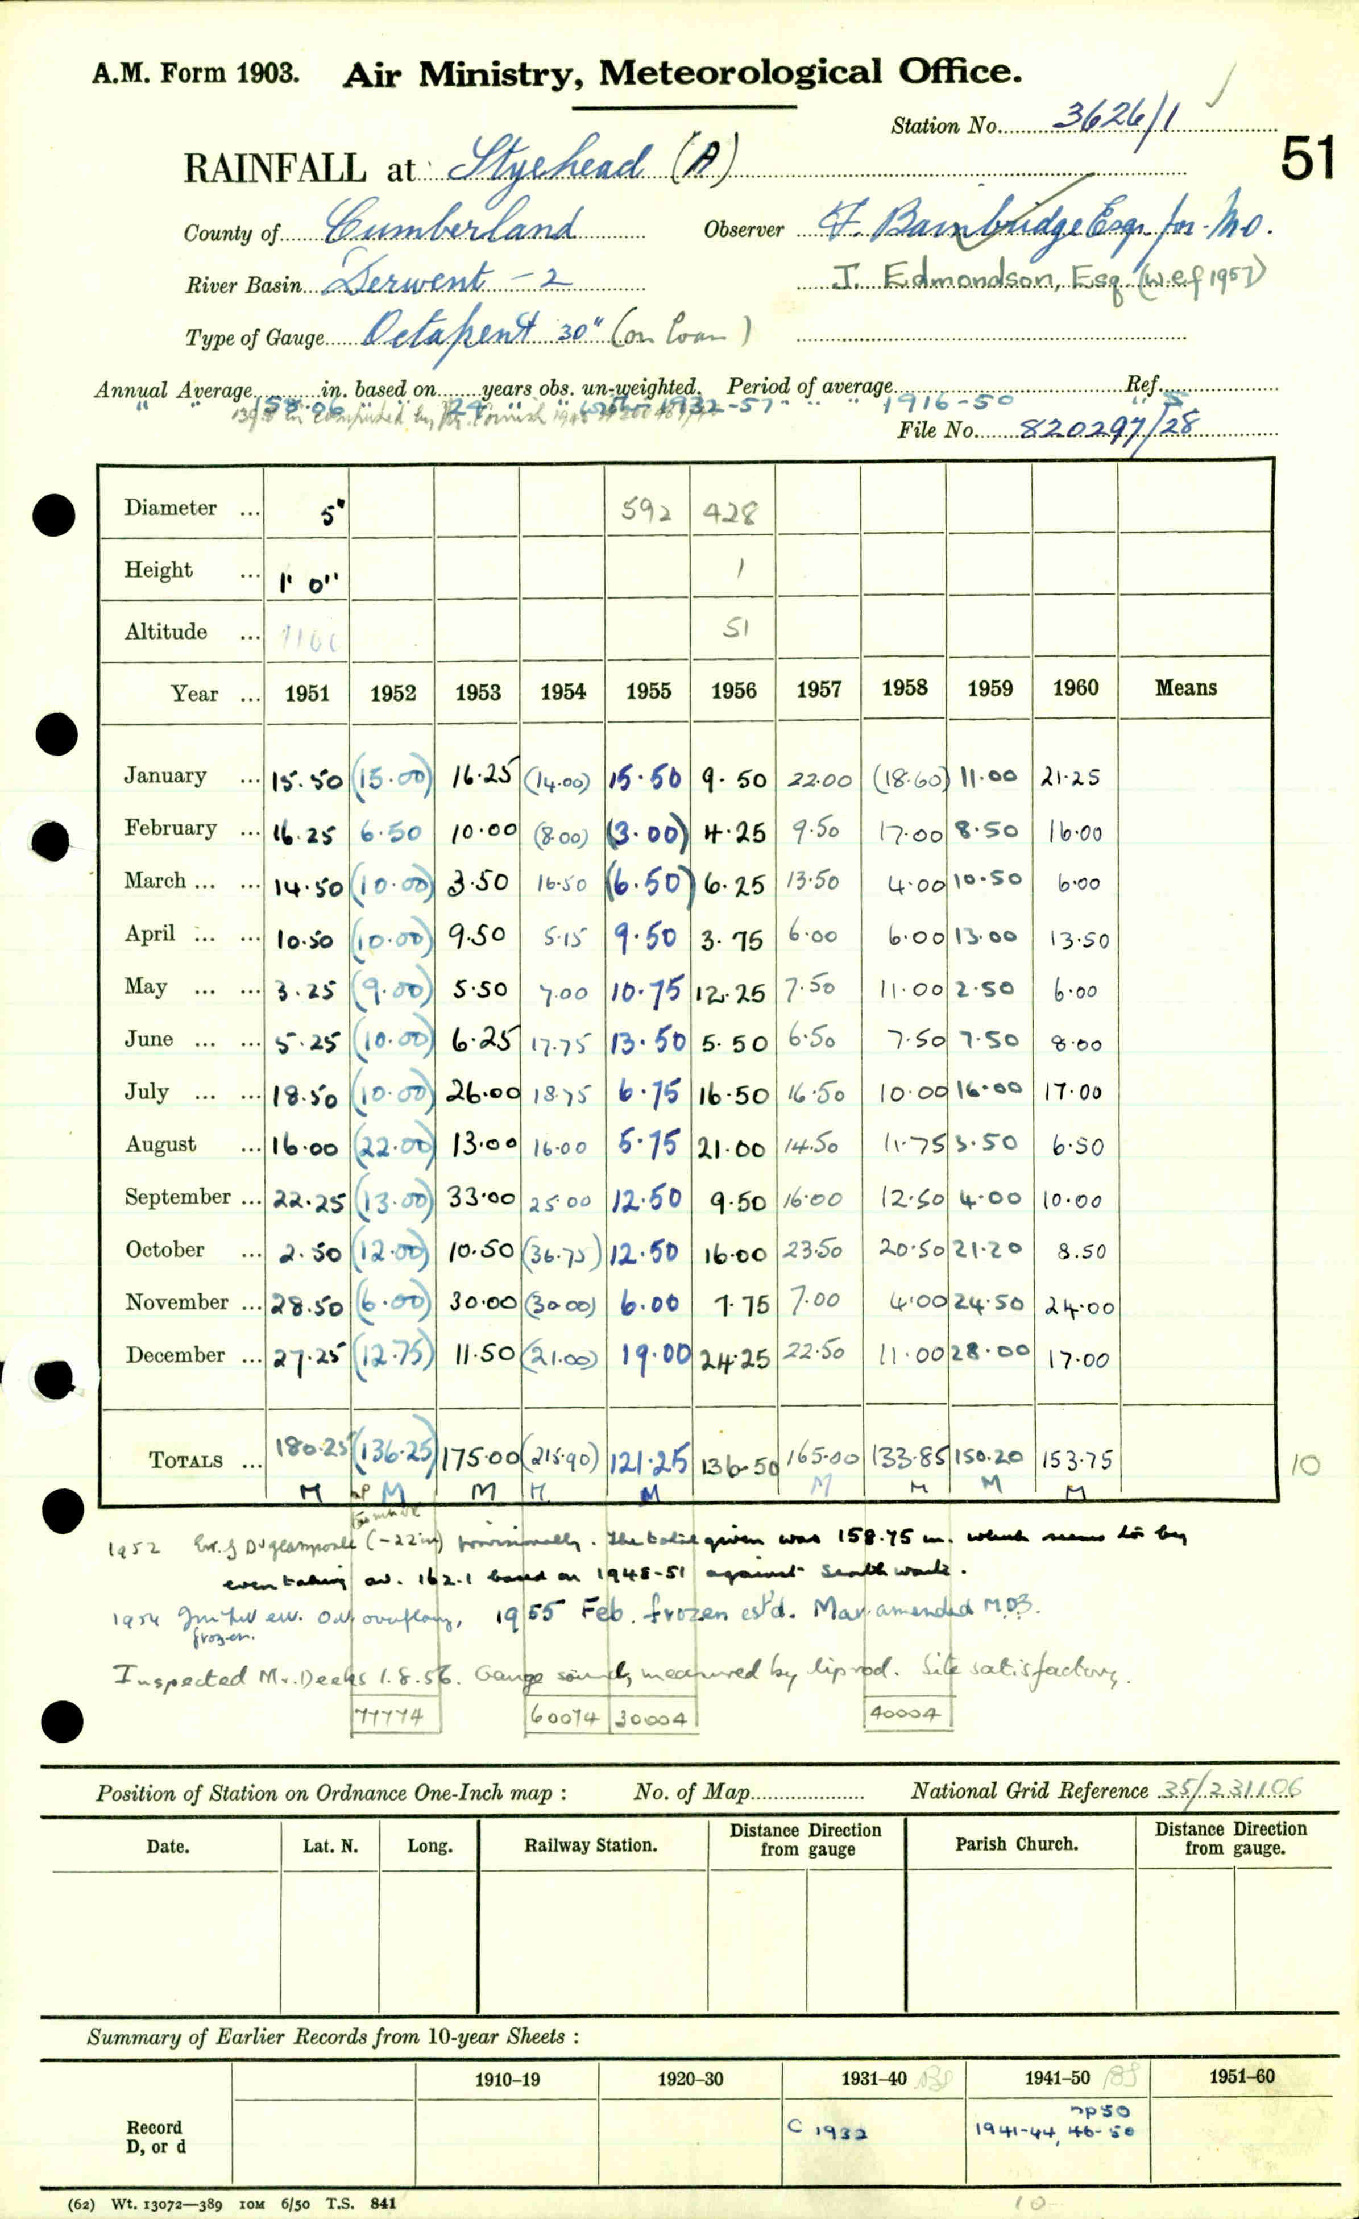 A.M. Form 1903. Air Ministry, Meteorological Office.
Station No. 3626/1
51
RAINFALL at Styehead (A)
County of Cumberland Observer F. Bainbridge Esqr. for M.O.
River Basin Derwent - 2 J. Edmondson, Esq (w.e.f 1957)
Type of Gauge Octapent 30" (on loan)
Annual Average in. based on years obs. un-weighted. Period of average Ref.
" " 158.06 " " 24 " " 1932-51 " " 1916-50 " 5
File No. 820297/28
Diameter ... 5" 592 428
Height ... 1' 0" 1
Altitude ... 51
Year ... 1951 1952 1953 1954 1955 1956 1957 1958 1959 1960 Means
January ... 15.50 (15.00) 16.25 (14.00) 15.50 9.50 22.00 (18.60) 11.00 21.25
February ... 16.25 6.50 10.00 (8.00) (3.00) 4.25 9.50 17.00 8.50 16.00
March ... ... 14.50 (10.00) 3.50 16.50 (6.50) 6.25 13.50 4.00 10.50 6.00
April ... ... 10.50 (10.00) 9.50 5.15 9.50 3.75 6.00 6.00 13.00 13.50
May ... ... 3.25 (9.00) 5.50 7.00 10.75 12.25 7.50 11.00 2.50 6.00
June ... ... 5.25 (10.00) 6.25 17.75 13.50 5.50 6.50 7.50 7.50 8.00
July ... ... 18.50 (10.00) 26.00 18.75 6.75 16.50 16.50 10.00 16.00 17.00
August ... 16.00 (22.00) 13.00 16.00 5.75 21.00 14.50 11.75 3.50 6.50
September ... 22.25 (13.00) 33.00 25.00 12.50 9.50 16.00 12.50 4.00 10.00
October ... 2.50 (12.00) 10.50 (36.75) 12.50 16.00 23.50 20.50 21.20 8.50
November ... 28.50 (6.00) 30.00 (30.00) 6.00 7.75 7.00 4.00 24.50 24.00
December ... 27.25 (12.75) 11.50 (21.00) 19.00 24.25 22.50 11.00 28.00 17.00
TOTALS ... 180.25 (136.25) 175.00 (215.90) 121.25 136.50 165.00 133.85 150.20 153.75 10
M M M M M M M M M
1952 (-22in) provisionally. The total given was 158.75 in. which seems too big
even taking av. 162.1 based on 1948-51 against Seathwaite.
1954 overflowing, 1955 Feb. frozen est'd. Mar amended M.O3.
frozen.
Inspected Mr. Deeks 1.8.56. Gauge sound, measured by diprod. Site satisfactory.
77774 60074 30004 40004
Position of Station on Ordnance One-Inch map : No. of Map National Grid Reference 35/231106
Date. Lat. N. Long. Railway Station. Distance Direction from gauge Parish Church. Distance Direction from gauge.
Summary of Earlier Records from 10-year Sheets :
1910–19 1920–30 1931–40 BS 1941–50 BS 1951–60
np50
Record D, or d C 1932 1941-44, 46-50
(62) Wt. 13072—389 10M 6/50 T.S. 841
10